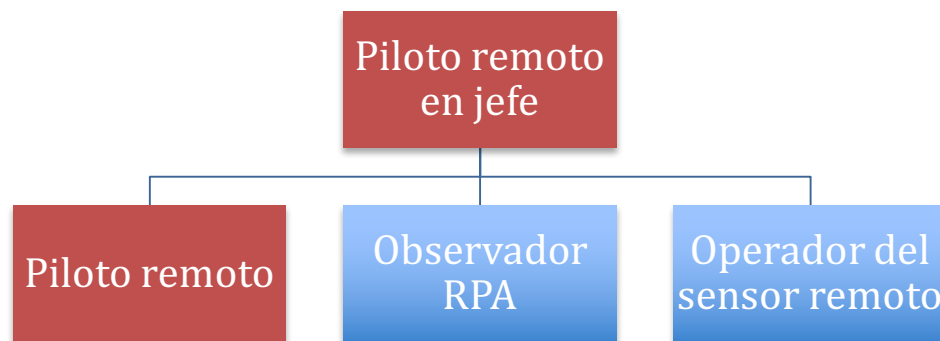 Piloto remoto
en jefe
Piloto remoto
Observador
RPA
Operador del
sensor remoto